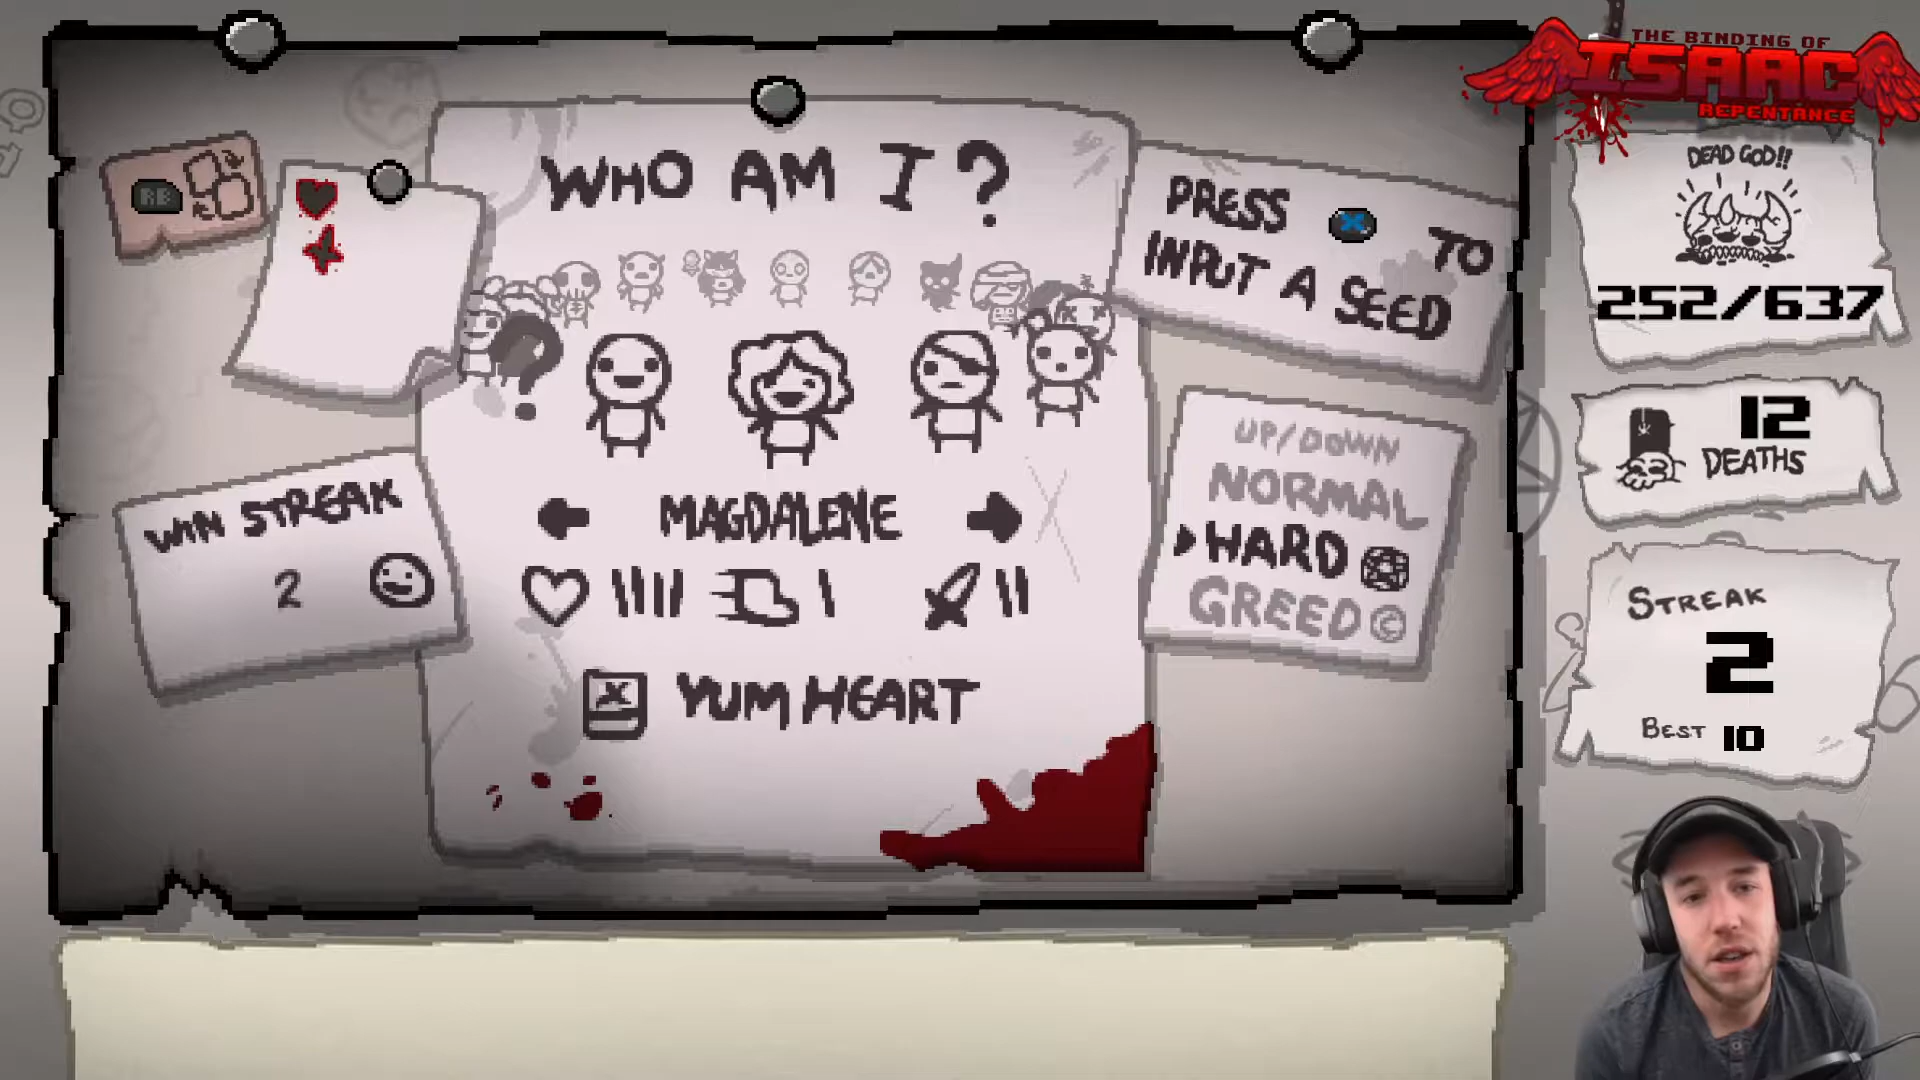 THE BINDING OF
ISAAC
REPENTANCE
RB
WHO AM I?
PRESS X TO
INPUT A SEED
DEAD GOD!!
252/637
12
DEATHS
UP/DOWN
NORMAL
HARD
GREED
WIN STREAK
2
MAGDALENE
YUM HEART
STREAK
2
BEST 10